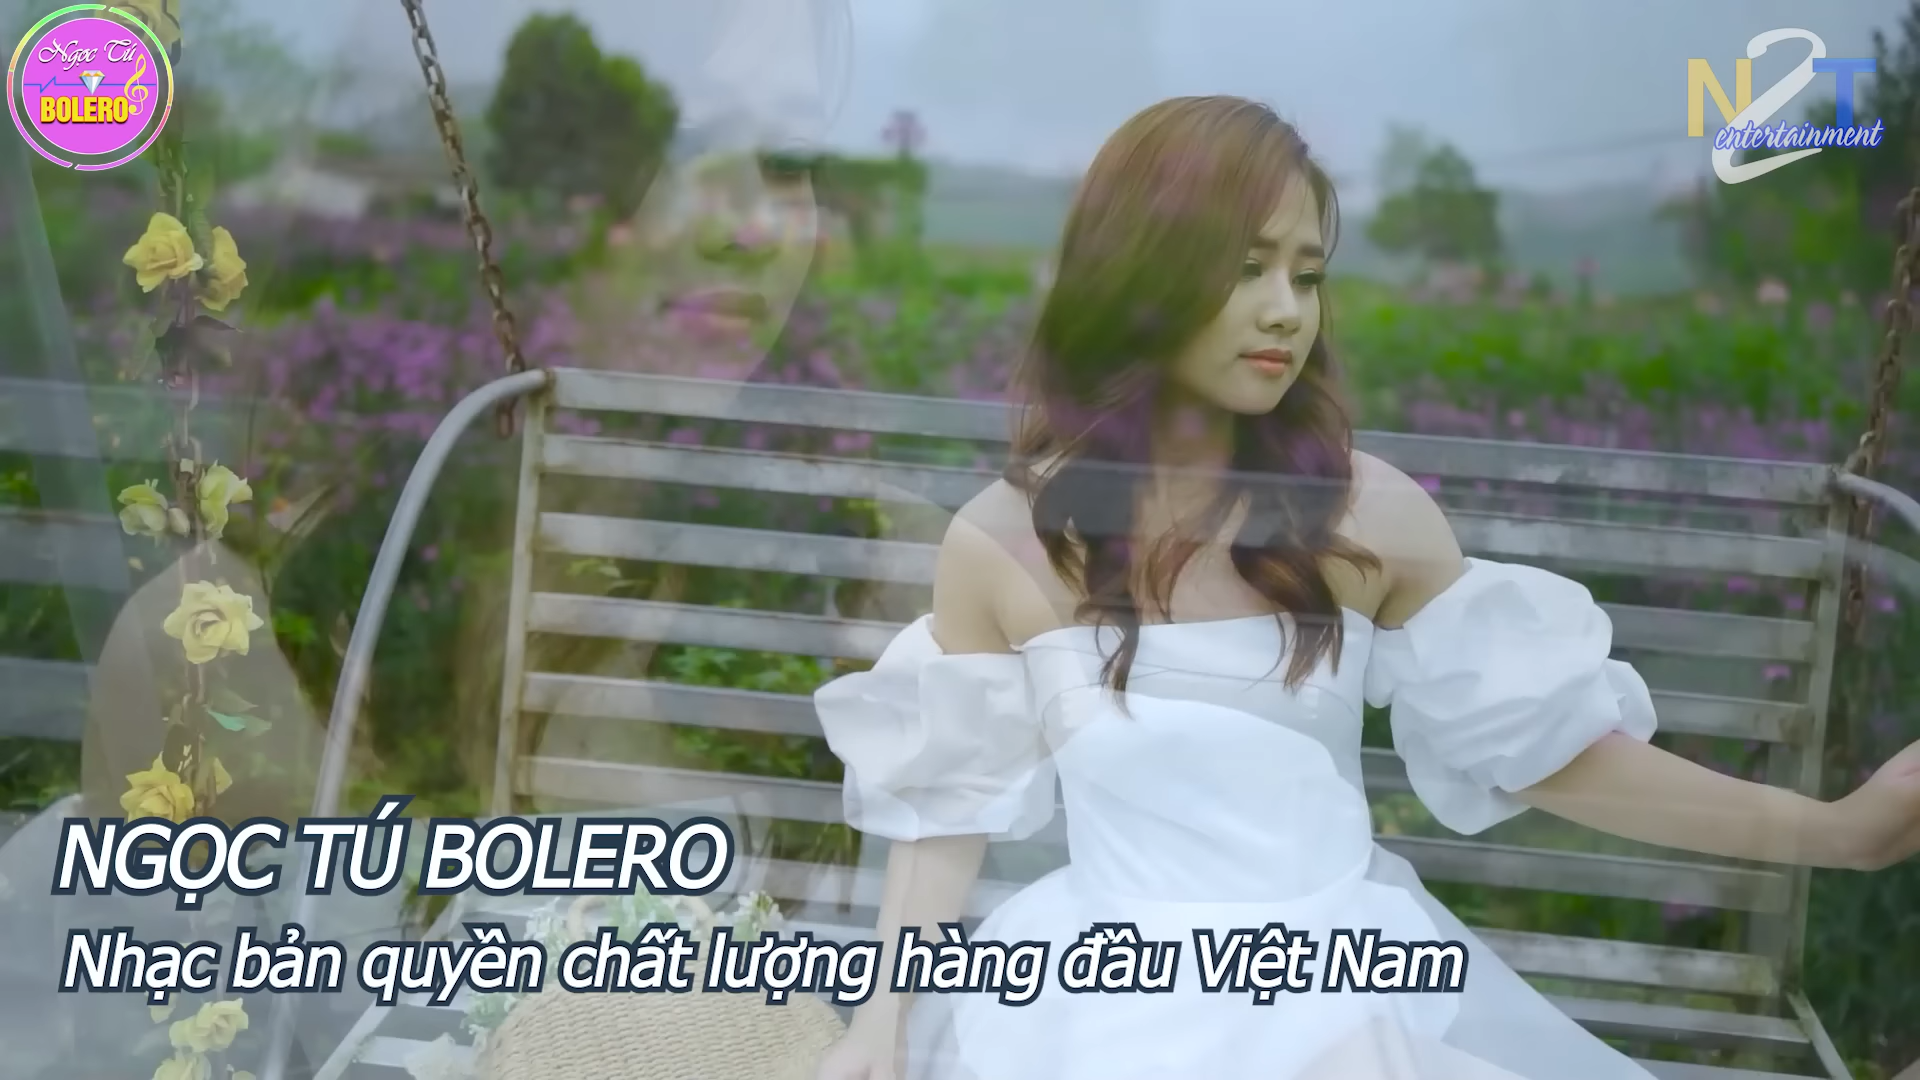 Ngọc Tú
BOLERO
N2T
entertainment
NGỌC TÚ BOLERO
Nhạc bản quyền chất lượng hàng đầu Việt Nam